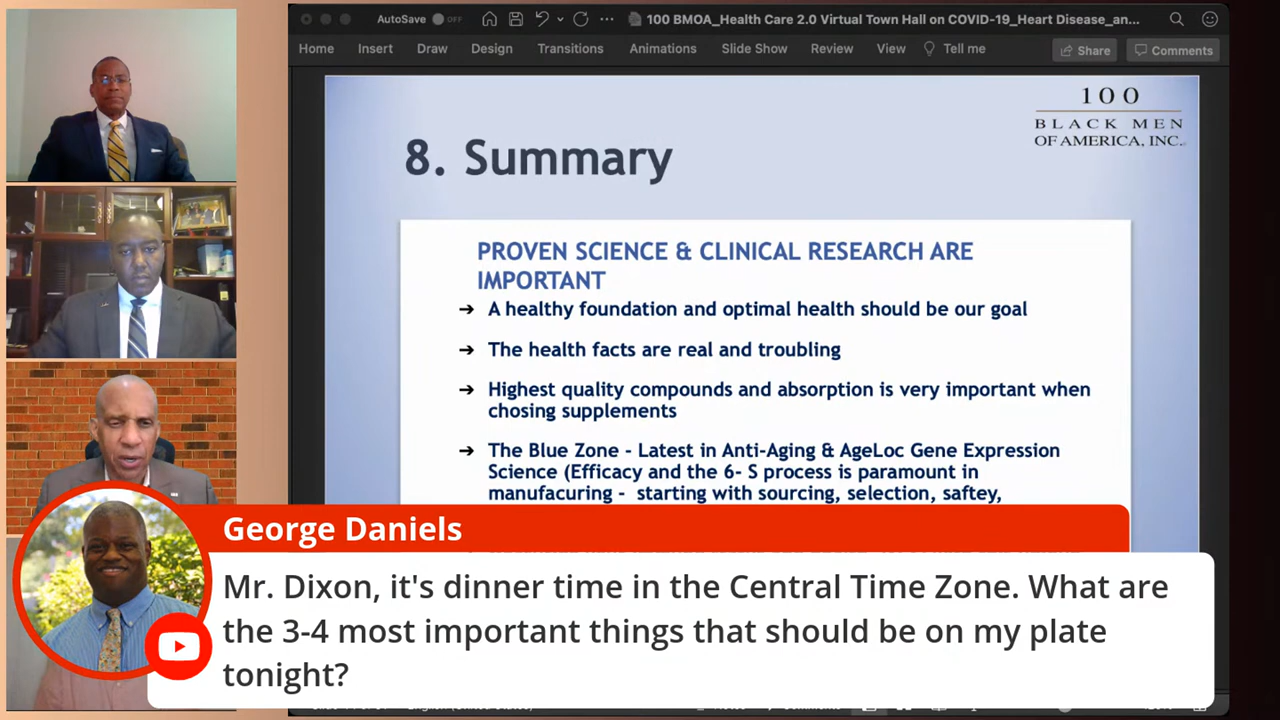 AutoSave OFF
100 BMOA_Health Care 2.0 Virtual Town Hall on COVID-19_Heart Disease_an...
Home Insert Draw Design Transitions Animations Slide Show Review View Tell me Share Comments
100
BLACK MEN
OF AMERICA, INC.
8. Summary
PROVEN SCIENCE & CLINICAL RESEARCH ARE
IMPORTANT
➔ A healthy foundation and optimal health should be our goal
➔ The health facts are real and troubling
➔ Highest quality compounds and absorption is very important when
chosing supplements
➔ The Blue Zone - Latest in Anti-Aging & AgeLoc Gene Expression
Science (Efficacy and the 6- S process is paramount in
manufacuring - starting with sourcing, selection, saftey,
George Daniels
Mr. Dixon, it's dinner time in the Central Time Zone. What are
the 3-4 most important things that should be on my plate
tonight?